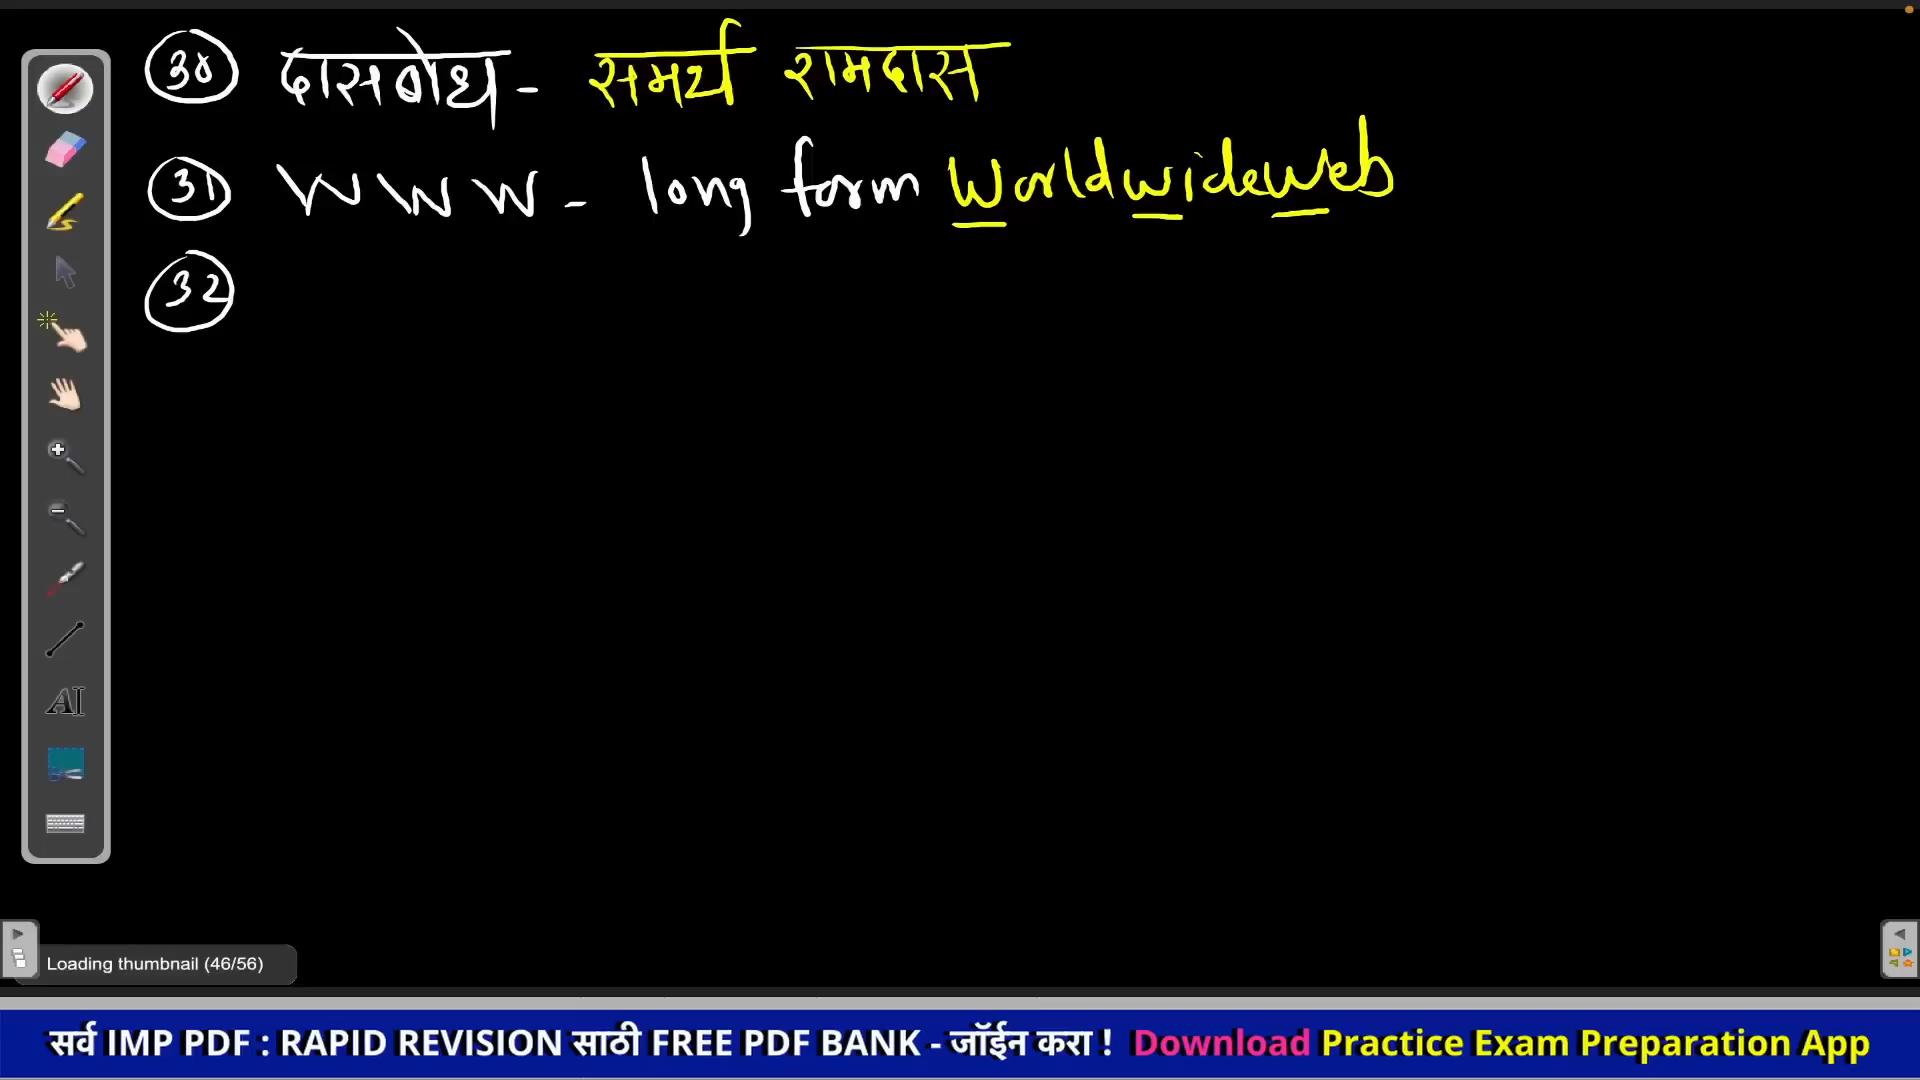 30 दासबोध - समर्थ रामदास
31 WWW - long form Worldwideweb
32
AI
Loading thumbnail (46/56)
सर्व IMP PDF : RAPID REVISION साठी FREE PDF BANK - जॉईन करा ! Download Practice Exam Preparation App